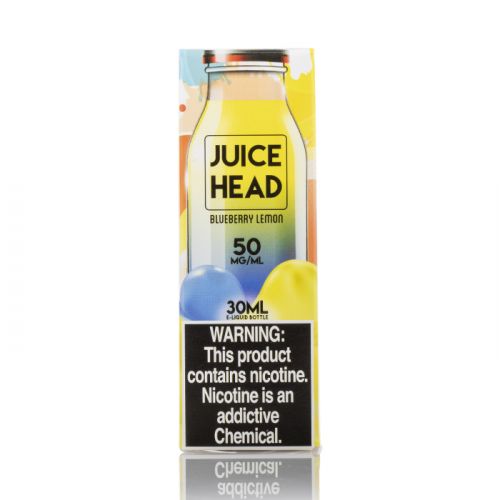 JUICE
HEAD
BLUEBERRY LEMON
50
MG/ML
30ML
E-LIQUID BOTTLE
WARNING:
This product
contains nicotine.
Nicotine is an
addictive
Chemical.